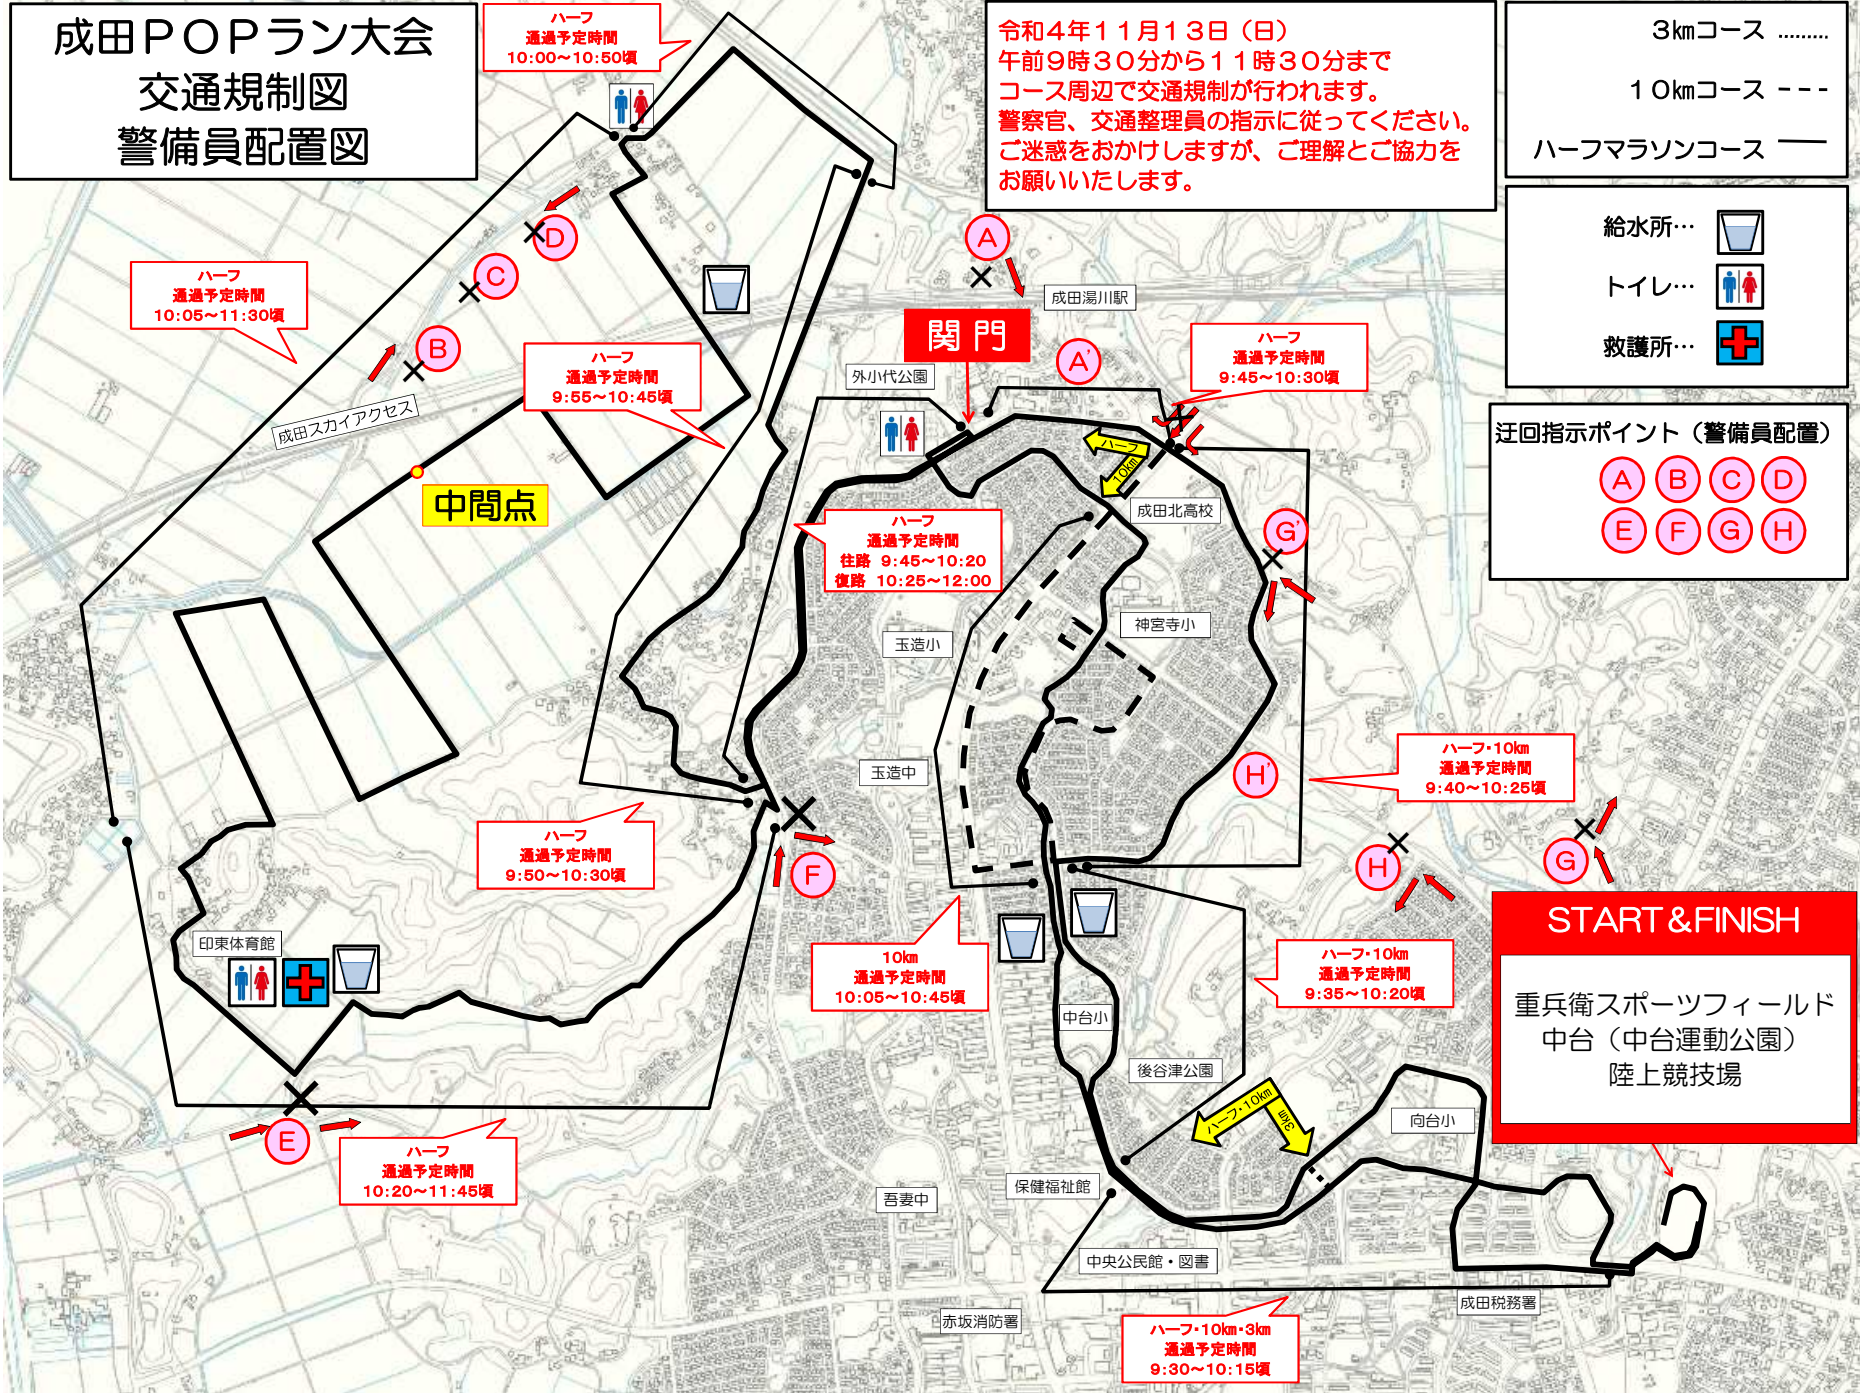 成田ＰＯＰラン大会
交通規制図
警備員配置図
ハーフ
通過予定時間
10:00～10:50頃
令和４年１１月１３日（日）
午前９時３０分から１１時３０分まで
コース周辺で交通規制が行われます。
警察官、交通整理員の指示に従ってください。
ご迷惑をおかけしますが、ご理解とご協力を
お願いいたします。
３㎞コース ………
１０㎞コース ---
ハーフマラソンコース
給水所…
トイレ…
救護所…
迂回指示ポイント（警備員配置）
A B C D
E F G H
D
C
B
A
成田湯川駅
関門
A'
外小代公園
ハーフ
通過予定時間
10:05～11:30頃
ハーフ
通過予定時間
9:55～10:45頃
ハーフ
通過予定時間
9:45～10:30頃
成田スカイアクセス
中間点
ハーフ
10km
成田北高校
G'
ハーフ
通過予定時間
往路 9:45～10:20
復路 10:25～12:00
玉造小
神宮寺小
玉造中
H'
ハーフ・10km
通過予定時間
9:40～10:25頃
ハーフ
通過予定時間
9:50～10:30頃
F
H
G
印東体育館
10km
通過予定時間
10:05～10:45頃
ハーフ・10km
通過予定時間
9:35～10:20頃
START＆FINISH
重兵衛スポーツフィールド
中台（中台運動公園）
陸上競技場
中台小
後谷津公園
ハーフ・10km
3km
向台小
E
ハーフ
通過予定時間
10:20～11:45頃
保健福祉館
吾妻中
中央公民館・図書
赤坂消防署
成田税務署
ハーフ・10km・3km
通過予定時間
9:30～10:15頃